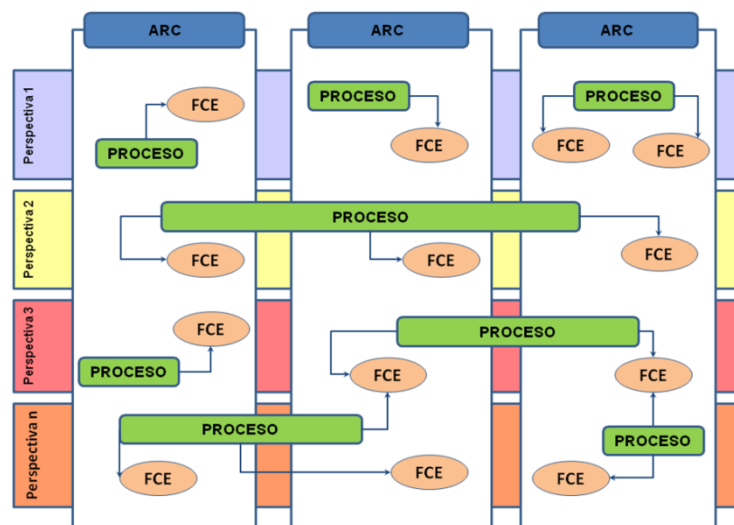 ARC
ARC
ARC
Perspectiva 1
FCE
PROCESO
PROCESO
FCE
PROCESO
FCE
FCE
Perspectiva 2
PROCESO
FCE
FCE
FCE
Perspectiva 3
FCE
PROCESO
PROCESO
FCE
FCE
Perspectiva n
PROCESO
FCE
FCE
PROCESO
FCE